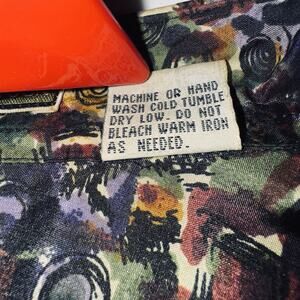 MACHINE OR HAND
WASH COLD TUMBLE
DRY LOW. DO NOT
BLEACH WARM IRON
AS NEEDED.